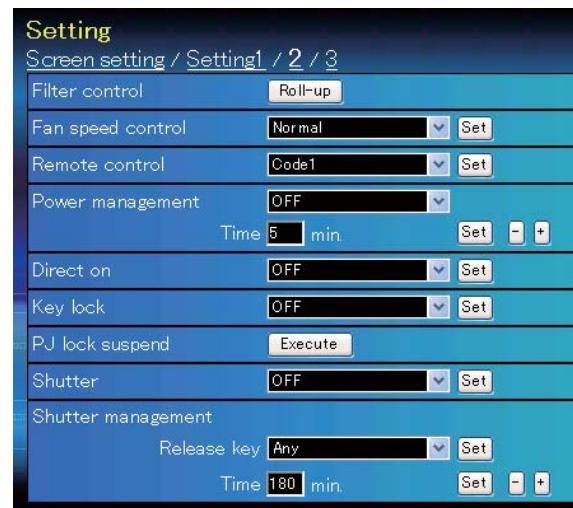 Setting
Screen setting / Setting1 / 2 / 3
Filter control Roll-up
Fan speed control Normal Set
Remote control Code1 Set
Power management OFF
Time 5 min. Set - +
Direct on OFF Set
Key lock OFF Set
PJ lock suspend Execute
Shutter OFF Set
Shutter management
Release key Any Set
Time 180 min. Set - +